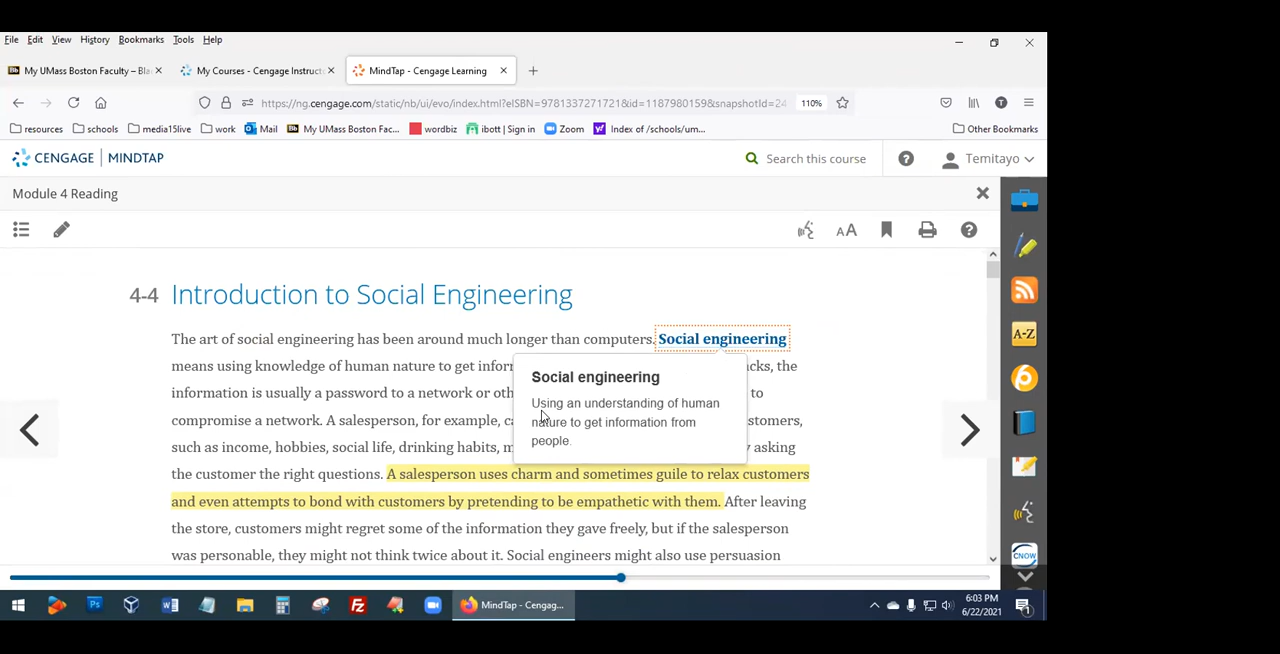 File Edit View History Bookmarks Tools Help
My UMass Boston Faculty – Bla
My Courses - Cengage Instruct
MindTap - Cengage Learning
https://ng.cengage.com/static/nb/ui/evo/index.html?eISBN=9781337271721&id=1187980159&snapshotId=24
110%
resources schools media15live work Mail My UMass Boston Fac... wordbiz ibott | Sign in Zoom Index of /schools/um... Other Bookmarks
CENGAGE | MINDTAP
Search this course
Temitayo
Module 4 Reading
AA
A-Z
4-4 Introduction to Social Engineering
The art of social engineering has been around much longer than computers. Social engineering
means using knowledge of human nature to get infor cks, the
information is usually a password to a network or oth to
compromise a network. A salesperson, for example, ca stomers,
such as income, hobbies, social life, drinking habits, m asking
the customer the right questions. A salesperson uses charm and sometimes guile to relax customers
and even attempts to bond with customers by pretending to be empathetic with them. After leaving
the store, customers might regret some of the information they gave freely, but if the salesperson
was personable, they might not think twice about it. Social engineers might also use persuasion
Social engineering
Using an understanding of human
nature to get information from
people.
CNOW
MindTap - Cengag...
6:03 PM
6/22/2021